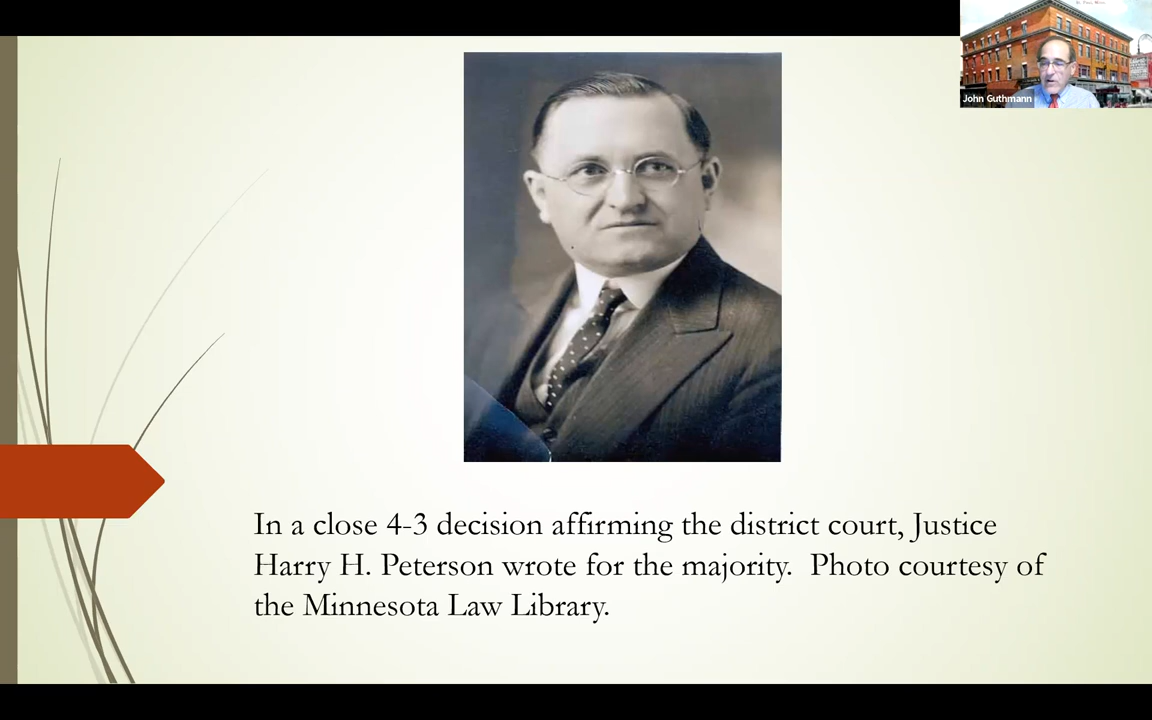 John Guthmann
In a close 4-3 decision affirming the district court, Justice
Harry H. Peterson wrote for the majority.  Photo courtesy of
the Minnesota Law Library.